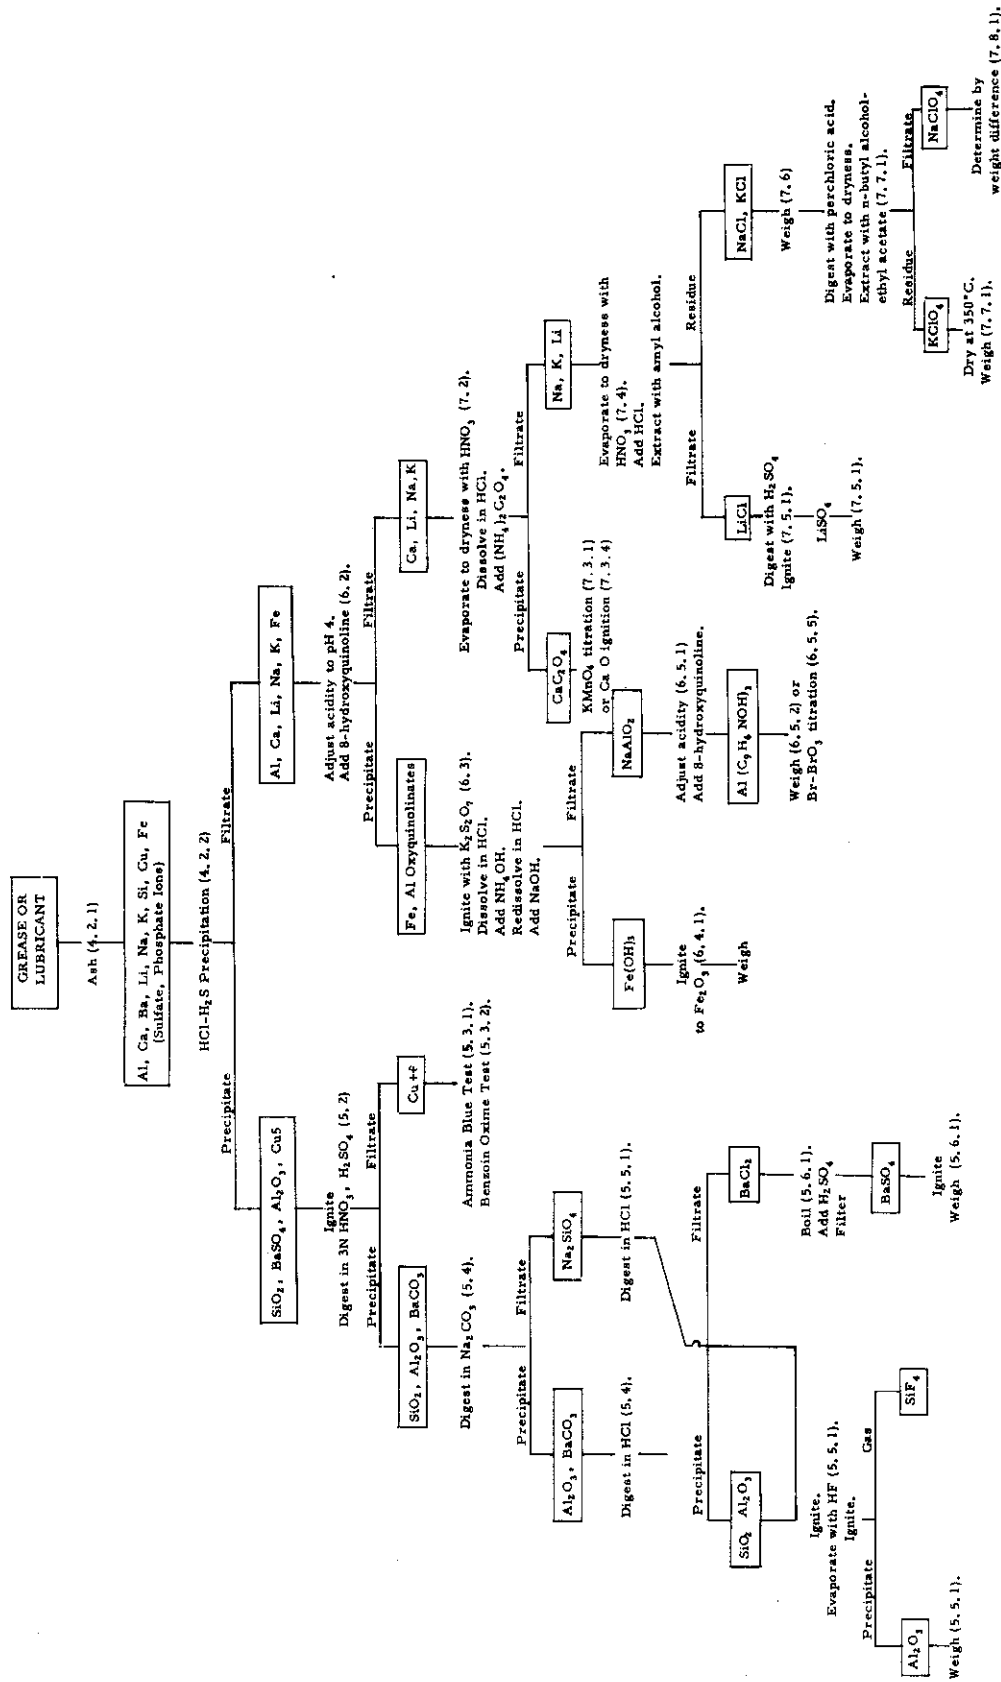 GREASE OR
LUBRICANT
Ash (4.2.1)
Al, Ca, Ba, Li, Na, K, Si, Cu, Fe
(Sulfate, Phosphate Ions)
HCl-H₂S Precipitation (4.2.2)
Precipitate
Filtrate
SiO₂, BaSO₄, Al₂O₃, CuS
Al, Ca, Li, Na, K, Fe
Ignite
Digest in 3N HNO₃, H₂SO₄ (5.2)
Precipitate
Filtrate
Adjust acidity to pH 4.
Add 8-hydroxyquinoline (6.2).
Precipitate
Filtrate
SiO₂, Al₂O₃, BaCO₃
Cu++
Fe, Al Oxyquinolinates
Ca, Li, Na, K
Digest in Na₂CO₃ (5.4).
Ammonia Blue Test (5.3.1).
Benzoin Oxime Test (5.3.2).
Ignite with K₂S₂O₇ (6.3).
Dissolve in HCl.
Add NH₄OH.
Redissolve in HCl.
Add NaOH.
Evaporate to dryness with HNO₃ (7.2).
Dissolve in HCl.
Add (NH₄)₂C₂O₄.
Precipitate
Filtrate
Precipitate
Filtrate
Precipitate
Filtrate
Al₂O₃, BaCO₃
Na₂SiO₄
Fe(OH)₃
NaAlO₂
CaC₂O₄
Na, K, Li
Digest in HCl (5.4).
Digest in HCl (5.5.1).
Ignite
to Fe₂O₃ (6.4.1).
Weigh
Adjust acidity (6.5.1)
Add 8-hydroxyquinoline.
Al (C₉H₆ NOH)₃
Weigh (6.5.2) or
Br-BrO₃ titration (6.5.5)
KMnO₄ titration (7.3.1)
or Ca O ignition (7.3.4)
Evaporate to dryness with
HNO₃ (7.4).
Add HCl.
Extract with amyl alcohol.
Precipitate
Filtrate
Filtrate
Residue
SiO₂ Al₂O₃
BaCl₂
LiCl
NaCl, KCl
Boil (5.6.1).
Add H₂SO₄
Filter
BaSO₄
Ignite
Weigh (5.6.1).
Digest with H₂SO₄
Ignite (7.5.1).
LiSO₄
Weigh (7.5.1).
Weigh (7.6)
Digest with perchloric acid.
Evaporate to dryness.
Extract with n-butyl alcohol-
ethyl acetate (7.7.1).
Ignite.
Evaporate with HF (5.5.1).
Ignite.
Precipitate
Gas
Residue
Filtrate
Al₂O₃
SiF₄
KClO₄
NaClO₄
Weigh (5.5.1).
Dry at 350°C.
Weigh (7.7.1).
Determine by
weight difference (7.8.1).